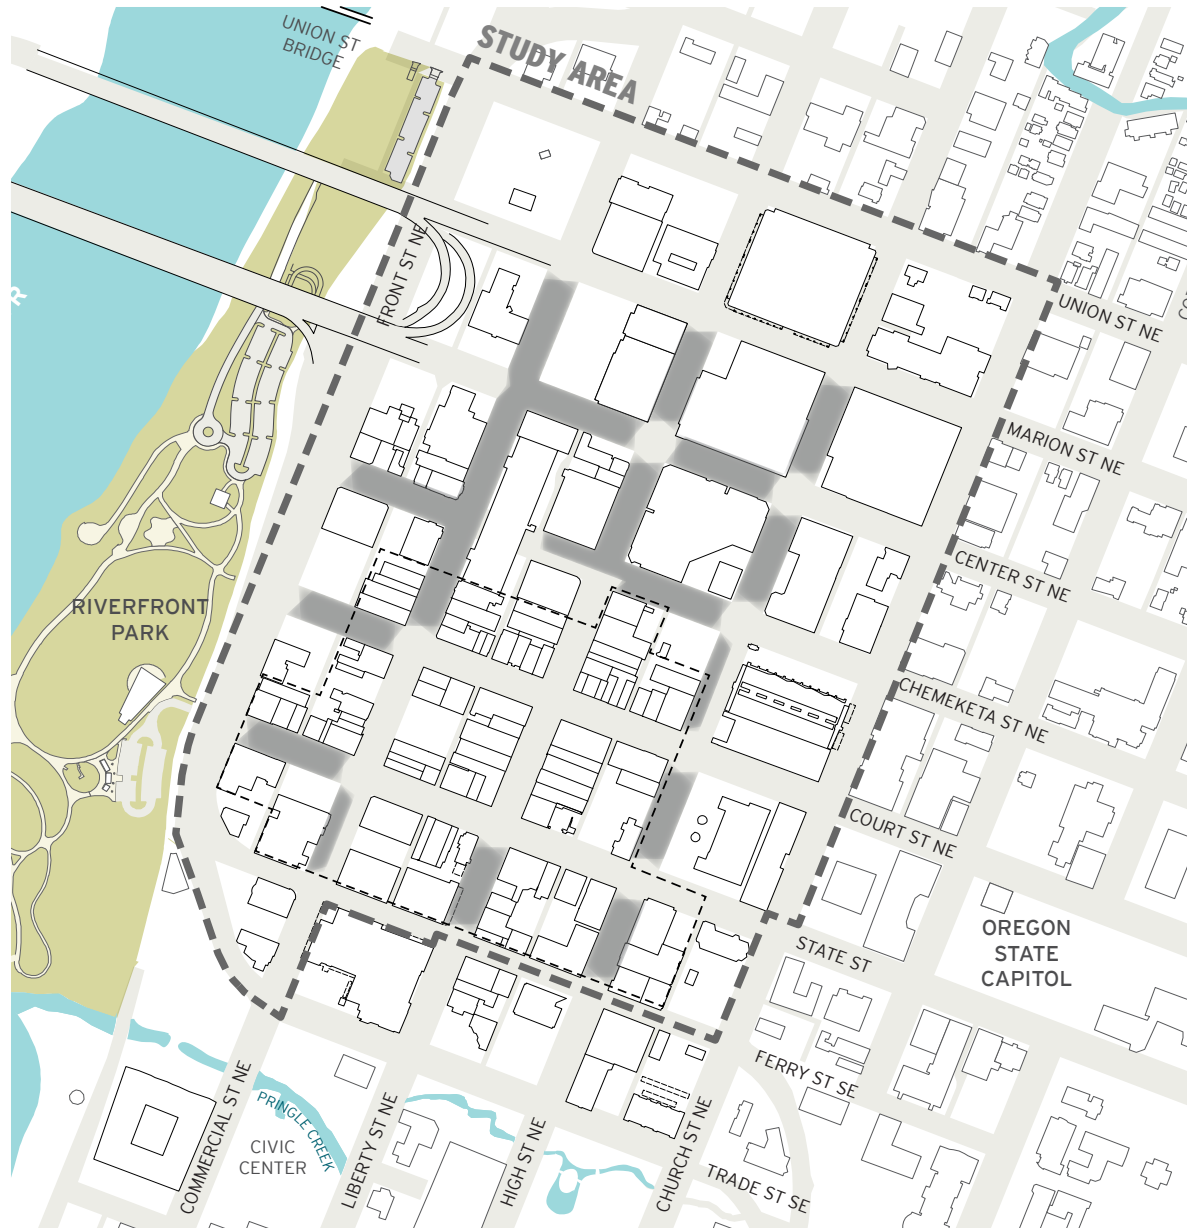 UNION ST
BRIDGE
STUDY AREA
FRONT ST NE
R
UNION ST NE
MARION ST NE
CENTER ST NE
CHEMEKETA ST NE
COURT ST NE
STATE ST
FERRY ST SE
TRADE ST SE
RIVERFRONT
PARK
OREGON
STATE
CAPITOL
COMMERCIAL ST NE
LIBERTY ST NE
HIGH ST NE
CHURCH ST NE
PRINGLE CREEK
CIVIC
CENTER